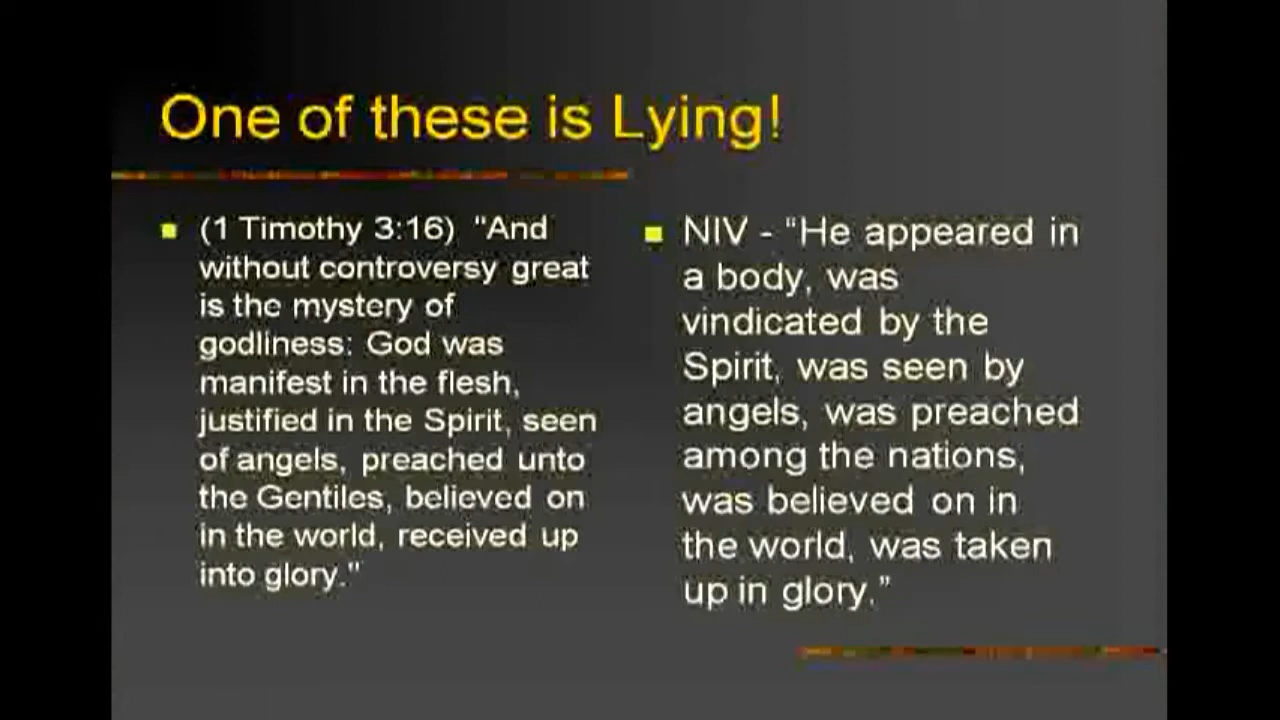 One of these is Lying!
(1 Timothy 3:16) "And
without controversy great
is the mystery of
godliness: God was
manifest in the flesh,
justified in the Spirit, seen
of angels, preached unto
the Gentiles, believed on
in the world, received up
into glory."
NIV - “He appeared in
a body, was
vindicated by the
Spirit, was seen by
angels, was preached
among the nations,
was believed on in
the world, was taken
up in glory.”